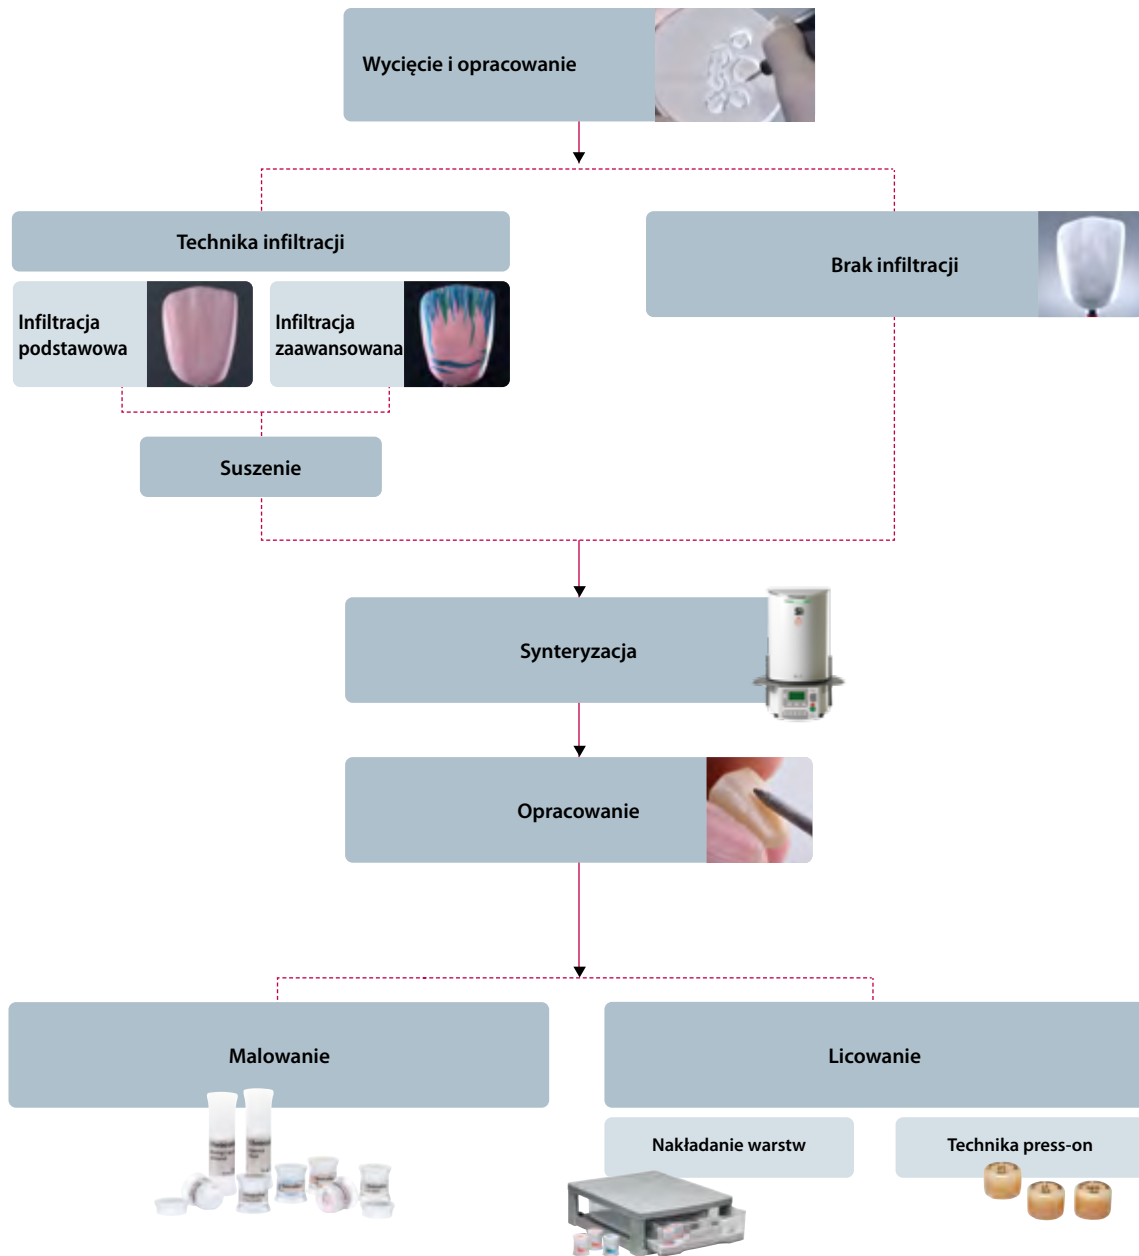 Wycięcie i opracowanie
Technika infiltracji
Brak infiltracji
Infiltracja
podstawowa
Infiltracja
zaawansowana
Suszenie
Synteryzacja
Opracowanie
Malowanie
Licowanie
Nakładanie warstw
Technika press-on